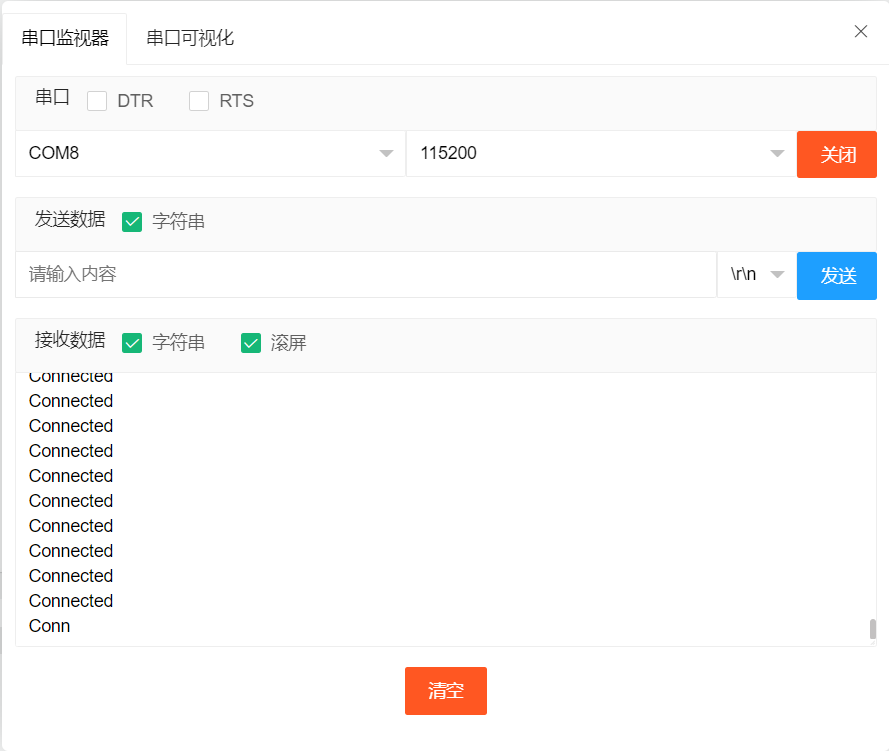 串口监视器 串口可视化
串口 DTR RTS
COM8 115200 关闭
发送数据 字符串
请输入内容 \r\n 发送
接收数据 字符串 滚屏
Connected
Connected
Connected
Connected
Connected
Connected
Connected
Connected
Connected
Connected
Conn
清空